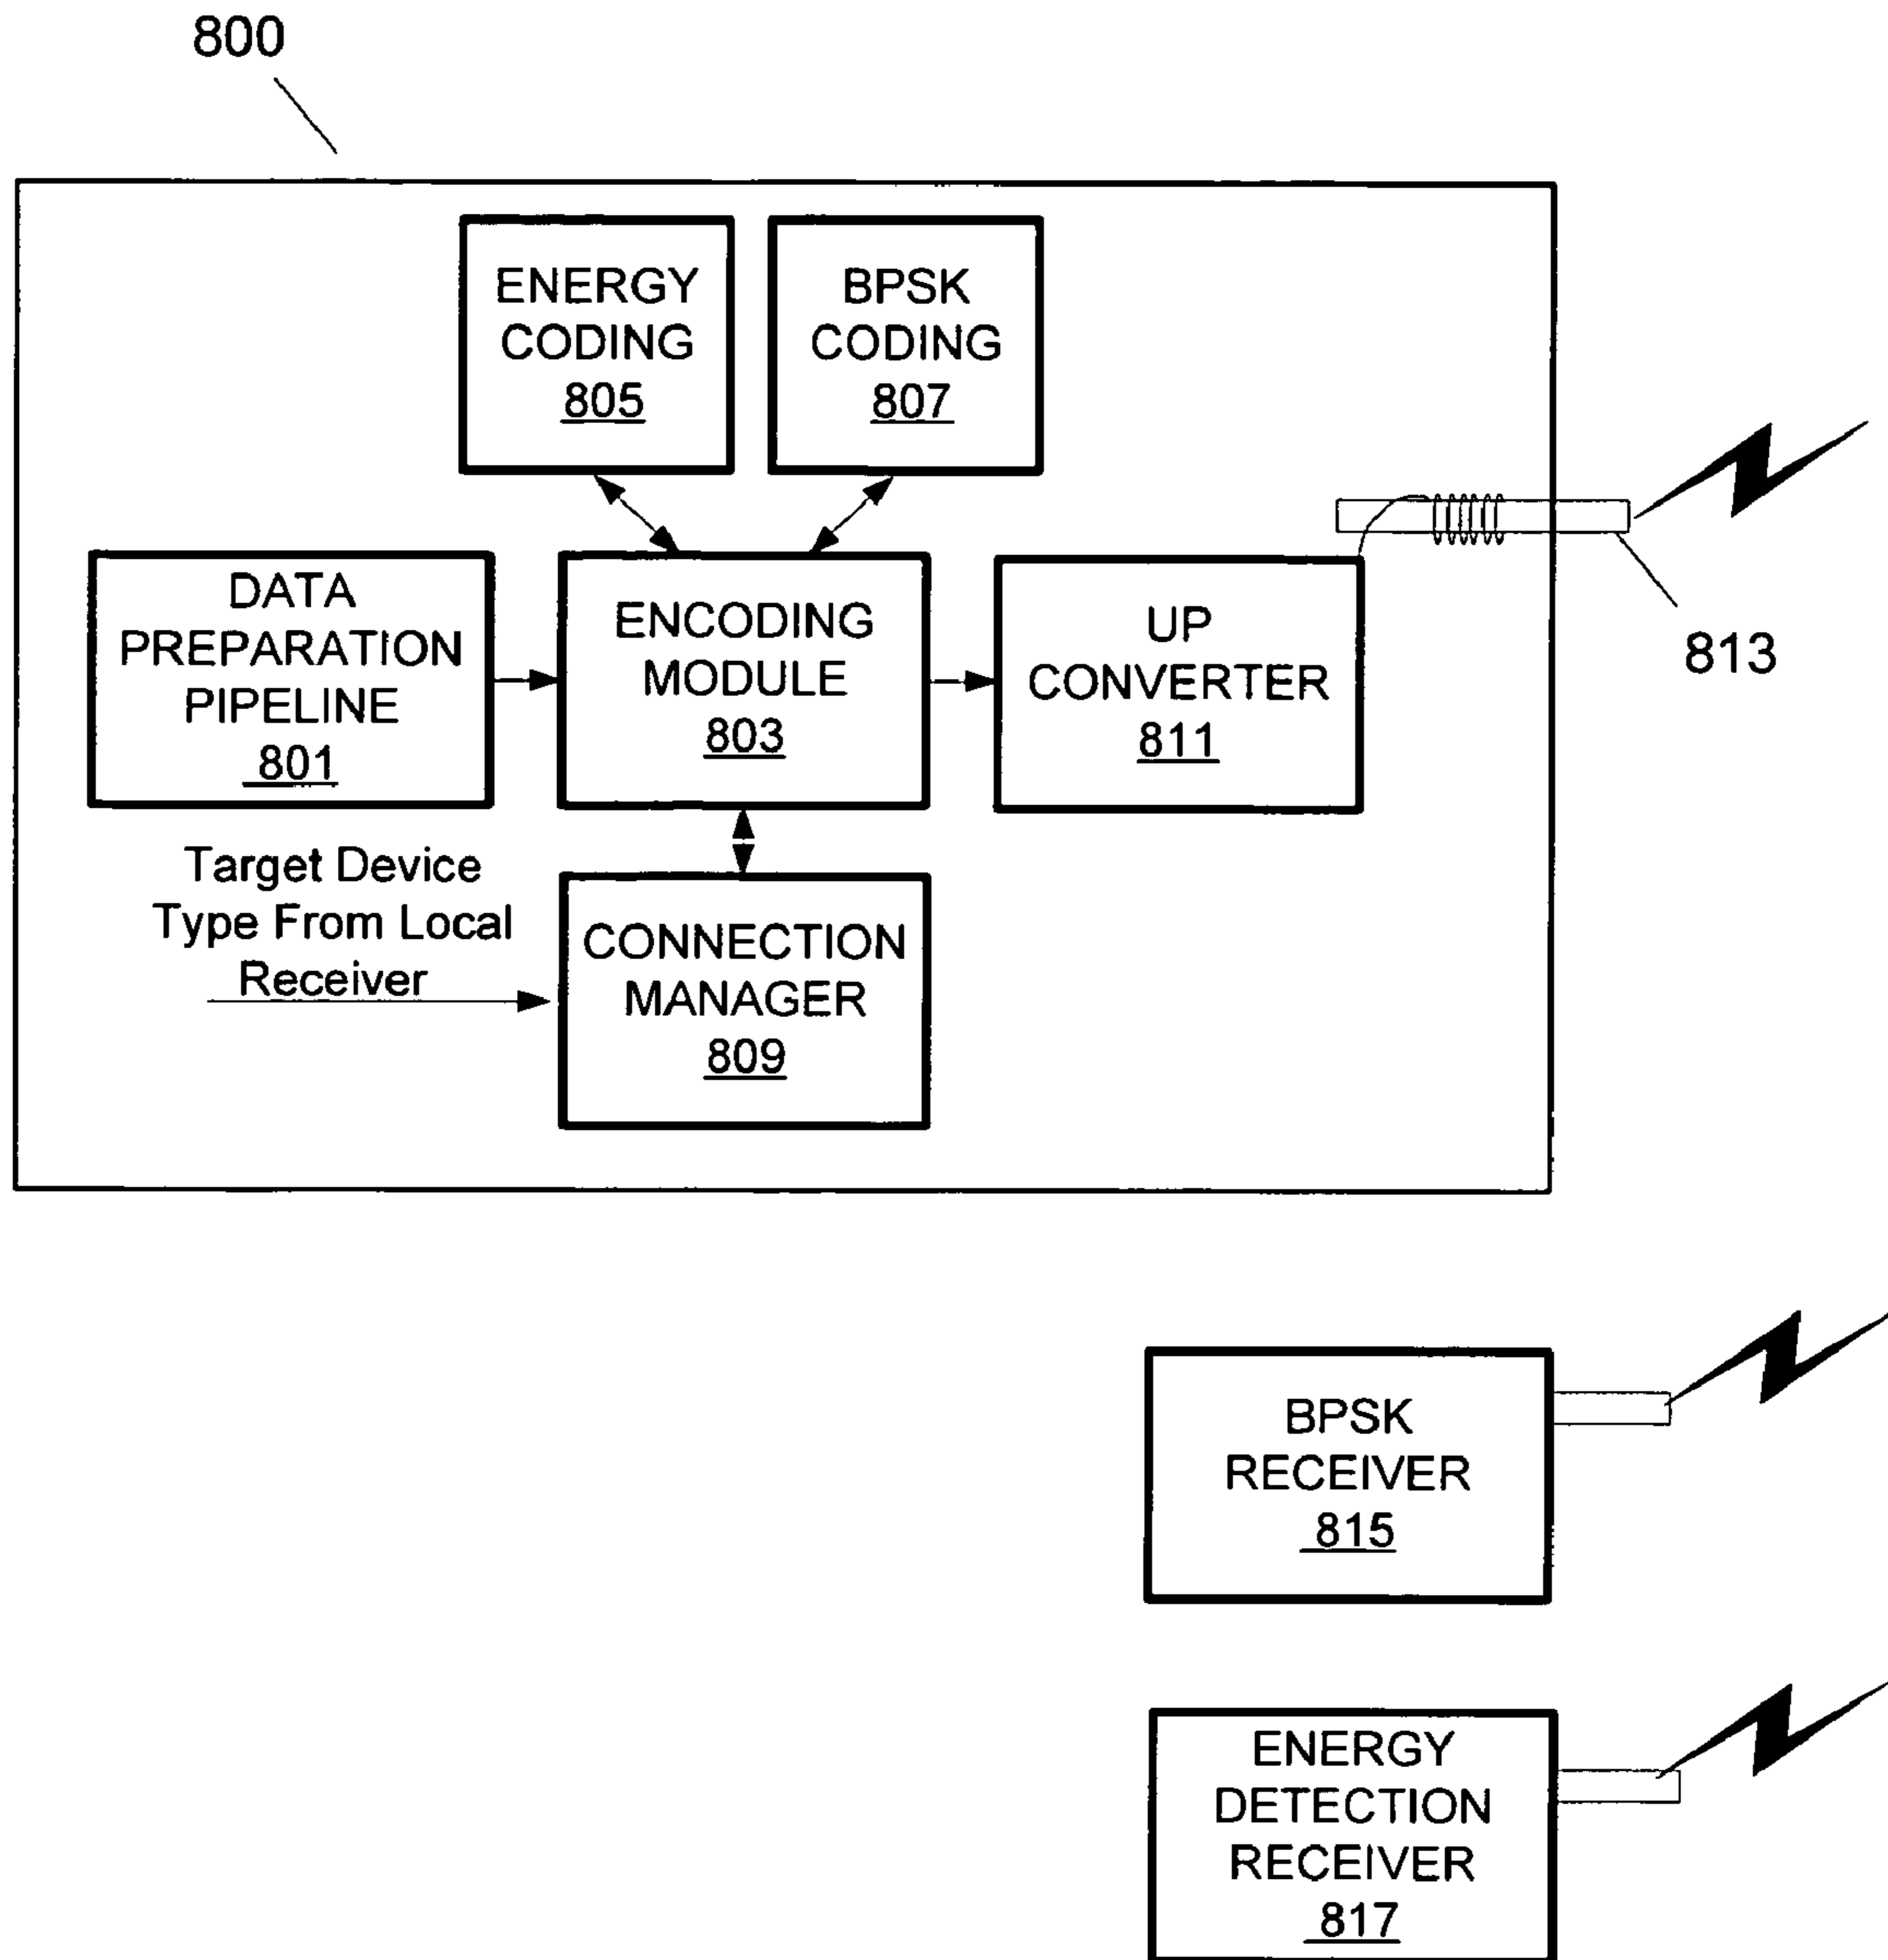 800
ENERGY
CODING
805
BPSK
CODING
807
DATA
PREPARATION
PIPELINE
801
ENCODING
MODULE
803
UP
CONVERTER
811
813
Target Device
Type From Local
Receiver
CONNECTION
MANAGER
809
BPSK
RECEIVER
815
ENERGY
DETECTION
RECEIVER
817